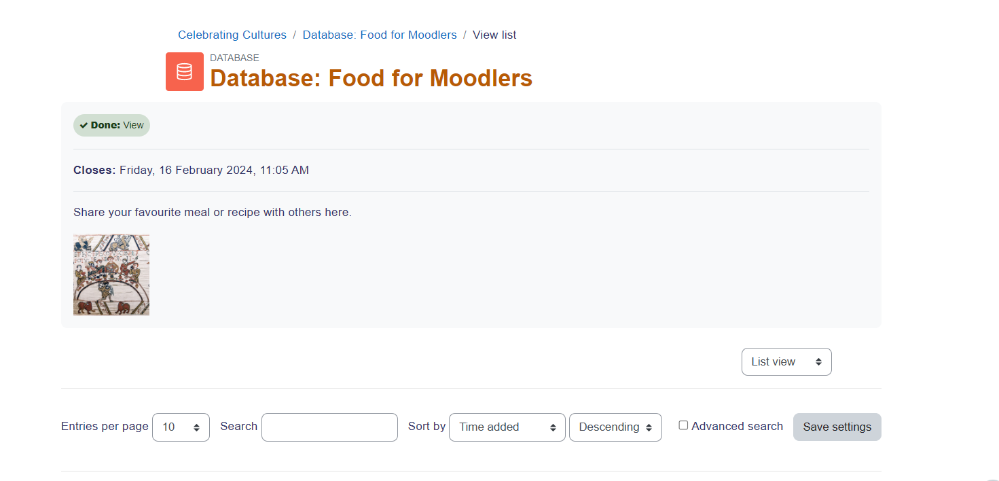 Celebrating Cultures / Database: Food for Moodlers / View list
DATABASE
Database: Food for Moodlers
Done: View
Closes: Friday, 16 February 2024, 11:05 AM
Share your favourite meal or recipe with others here.
List view
Entries per page 10 Search Sort by Time added Descending Advanced search Save settings